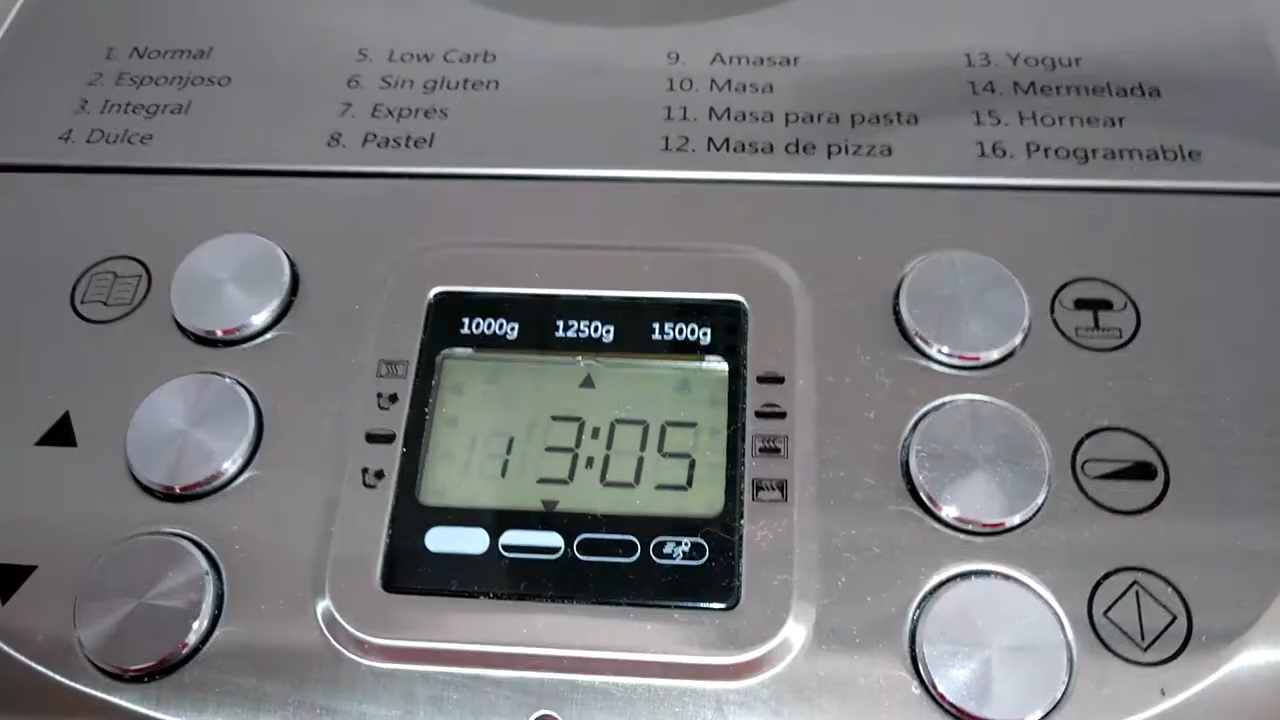 1. Normal
2. Esponjoso
3. Integral
4. Dulce
5. Low Carb
6. Sin gluten
7. Exprés
8. Pastel
9. Amasar
10. Masa
11. Masa para pasta
12. Masa de pizza
13. Yogur
14. Mermelada
15. Hornear
16. Programable
1000g 1250g 1500g
1 3:05